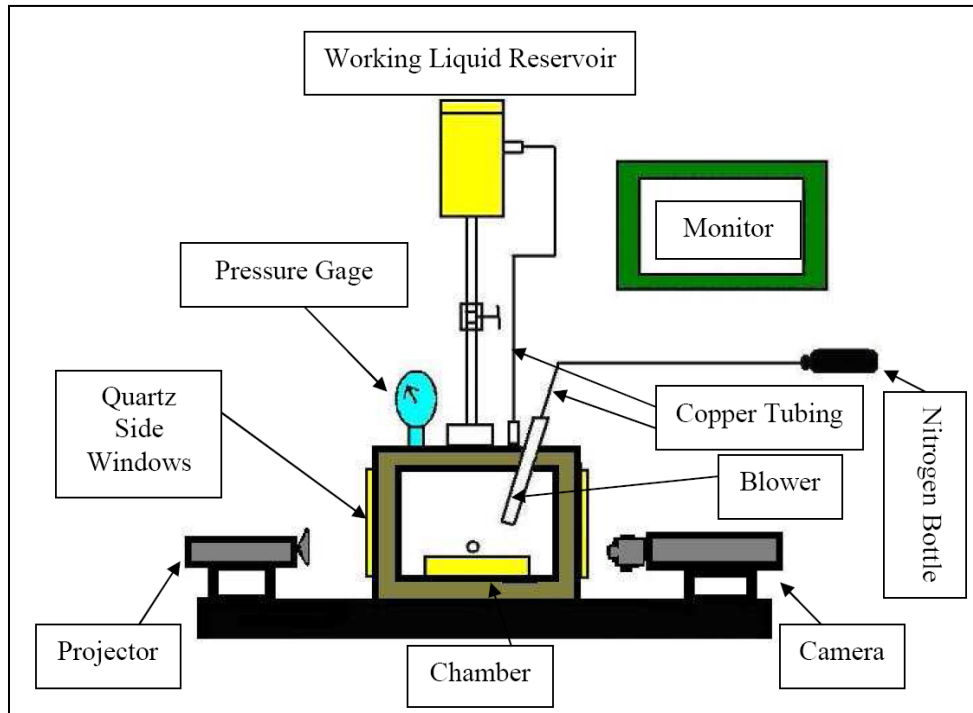 Working Liquid Reservoir
Monitor
Pressure Gage
Quartz
Side
Windows
Copper Tubing
Blower
Nitrogen Bottle
Projector
Chamber
Camera